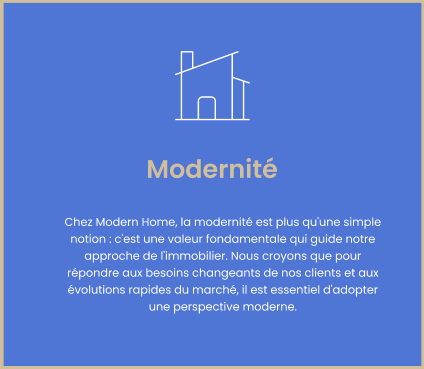 Modernité
Chez Modern Home, la modernité est plus qu'une simple
notion : c'est une valeur fondamentale qui guide notre
approche de l'immobilier. Nous croyons que pour
répondre aux besoins changeants de nos clients et aux
évolutions rapides du marché, il est essentiel d'adopter
une perspective moderne.